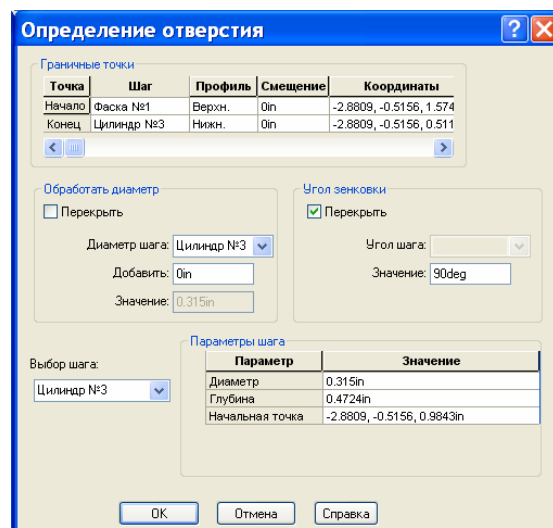 Определение отверстия
Граничные точки
Точка Шаг Профиль Смещение Координаты
Начало Фаска №1 Верхн. 0in -2.8809, -0.5156, 1.574
Конец Цилиндр №3 Нижн. 0in -2.8809, -0.5156, 0.511
Обработать диаметр
Перекрыть
Диаметр шага: Цилиндр №3
Добавить: 0in
Значение: 0.315in
Угол зенковки
Перекрыть
Угол шага:
Значение: 90deg
Выбор шага:
Цилиндр №3
Параметры шага
Параметр Значение
Диаметр 0.315in
Глубина 0.4724in
Начальная точка -2.8809, -0.5156, 0.9843in
OK Отмена Справка